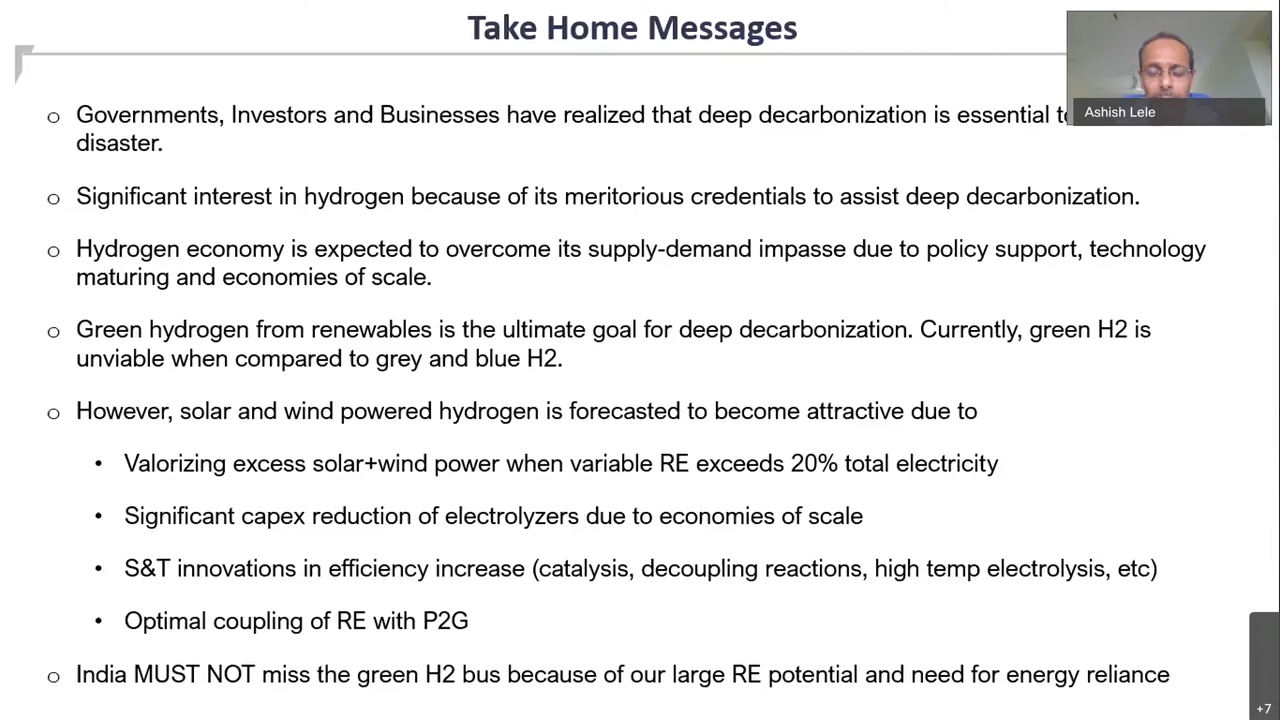 Take Home Messages
Ashish Lele
o Governments, Investors and Businesses have realized that deep decarbonization is essential
disaster.
o Significant interest in hydrogen because of its meritorious credentials to assist deep decarbonization.
o Hydrogen economy is expected to overcome its supply-demand impasse due to policy support, technology
maturing and economies of scale.
o Green hydrogen from renewables is the ultimate goal for deep decarbonization. Currently, green H2 is
unviable when compared to grey and blue H2.
o However, solar and wind powered hydrogen is forecasted to become attractive due to
• Valorizing excess solar+wind power when variable RE exceeds 20% total electricity
• Significant capex reduction of electrolyzers due to economies of scale
• S&T innovations in efficiency increase (catalysis, decoupling reactions, high temp electrolysis, etc)
• Optimal coupling of RE with P2G
o India MUST NOT miss the green H2 bus because of our large RE potential and need for energy reliance
+7